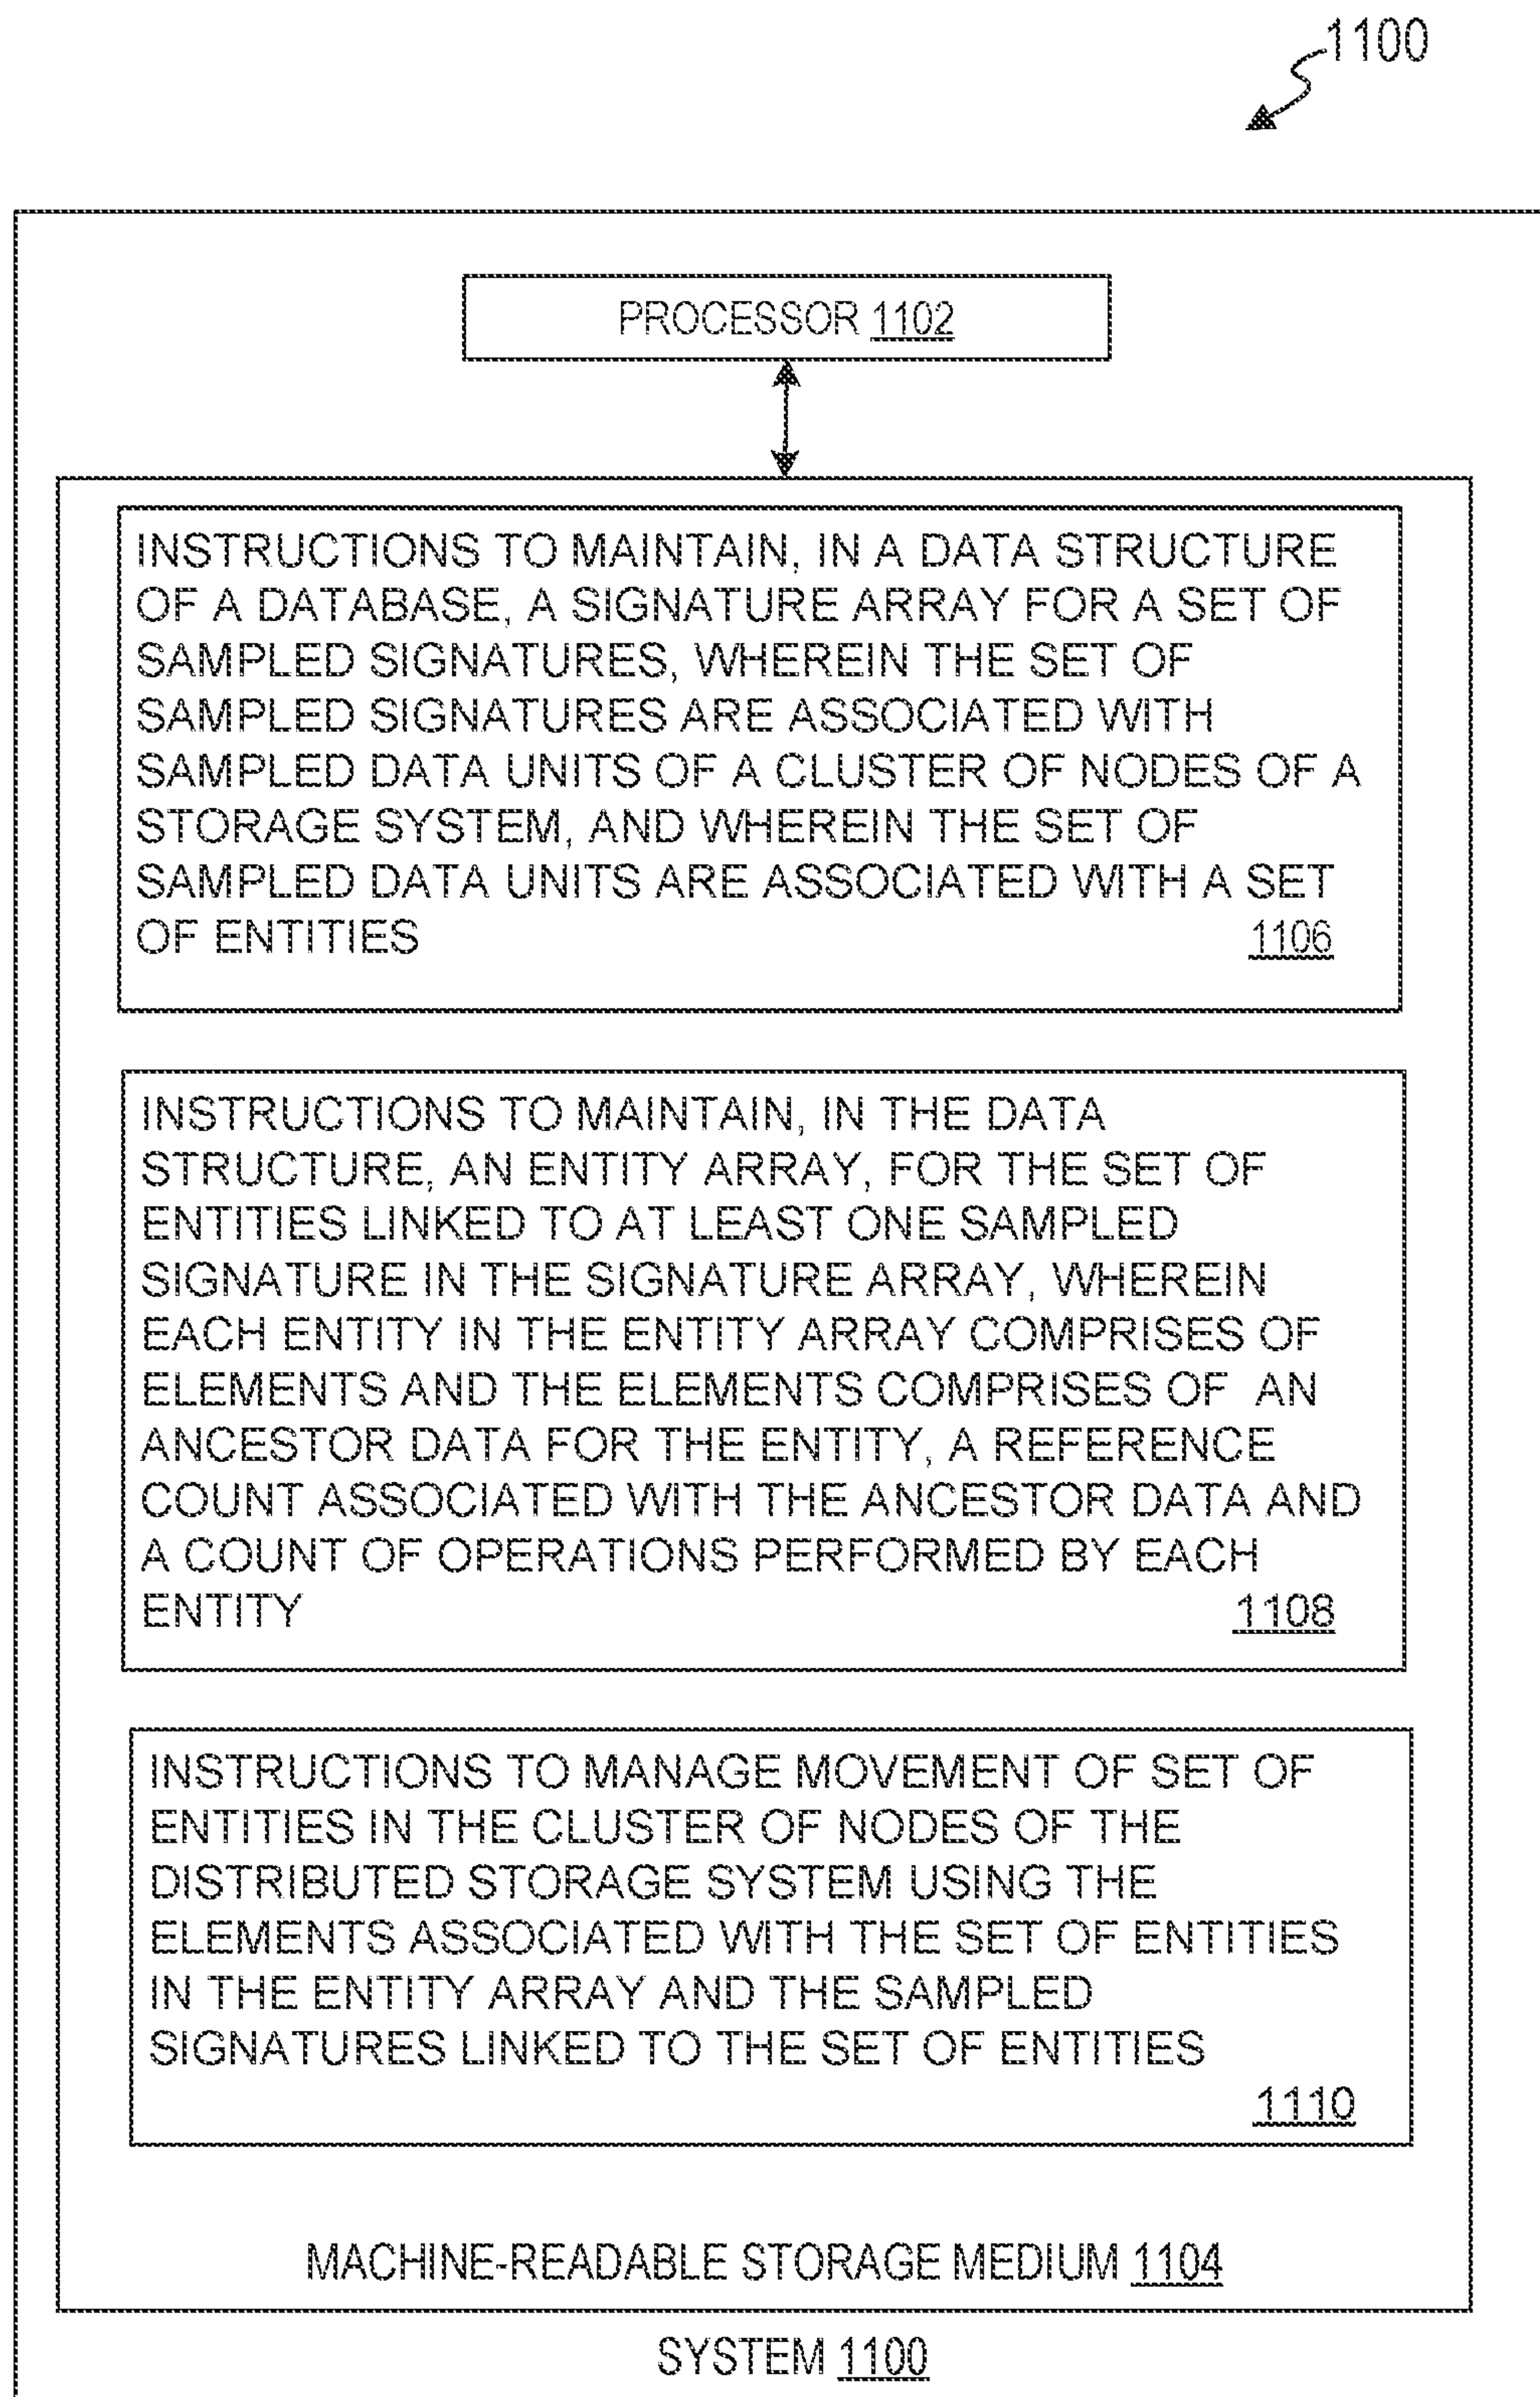 1100
PROCESSOR 1102
INSTRUCTIONS TO MAINTAIN, IN A DATA STRUCTURE
OF A DATABASE, A SIGNATURE ARRAY FOR A SET OF
SAMPLED SIGNATURES, WHEREIN THE SET OF
SAMPLED SIGNATURES ARE ASSOCIATED WITH
SAMPLED DATA UNITS OF A CLUSTER OF NODES OF A
STORAGE SYSTEM, AND WHEREIN THE SET OF
SAMPLED DATA UNITS ARE ASSOCIATED WITH A SET
OF ENTITIES 1106
INSTRUCTIONS TO MAINTAIN, IN THE DATA
STRUCTURE, AN ENTITY ARRAY, FOR THE SET OF
ENTITIES LINKED TO AT LEAST ONE SAMPLED
SIGNATURE IN THE SIGNATURE ARRAY, WHEREIN
EACH ENTITY IN THE ENTITY ARRAY COMPRISES OF
ELEMENTS AND THE ELEMENTS COMPRISES OF AN
ANCESTOR DATA FOR THE ENTITY, A REFERENCE
COUNT ASSOCIATED WITH THE ANCESTOR DATA AND
A COUNT OF OPERATIONS PERFORMED BY EACH
ENTITY 1108
INSTRUCTIONS TO MANAGE MOVEMENT OF SET OF
ENTITIES IN THE CLUSTER OF NODES OF THE
DISTRIBUTED STORAGE SYSTEM USING THE
ELEMENTS ASSOCIATED WITH THE SET OF ENTITIES
IN THE ENTITY ARRAY AND THE SAMPLED
SIGNATURES LINKED TO THE SET OF ENTITIES
1110
MACHINE-READABLE STORAGE MEDIUM 1104
SYSTEM 1100